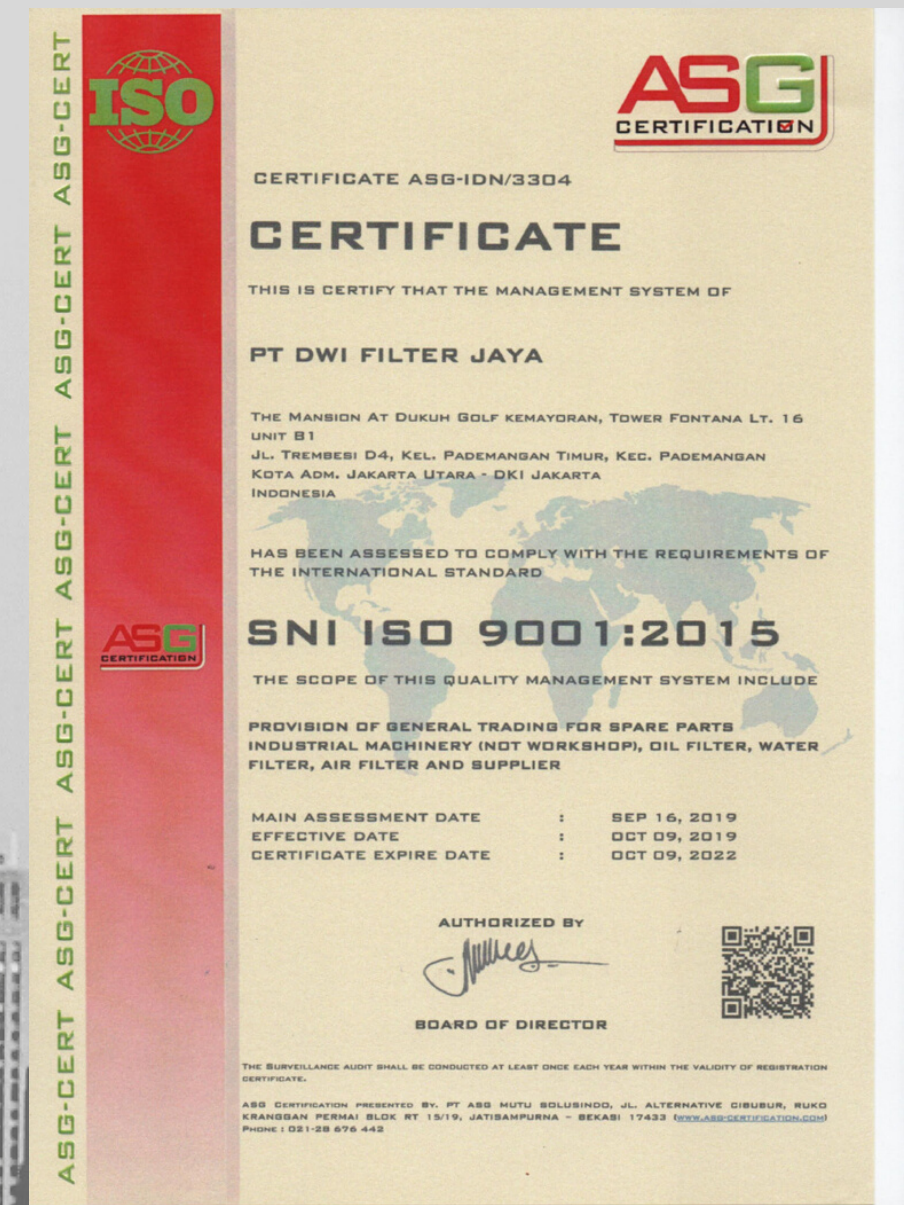 ASG-CERT ASG-CERT ASG-CERT ASG-CERT ASG-CERT ASG-CERT
ISO
ASG
CERTIFICATION
CERTIFICATE ASG-IDN/3304
CERTIFICATE
THIS IS CERTIFY THAT THE MANAGEMENT SYSTEM OF
PT DWI FILTER JAYA
THE MANSION AT DUKUH GOLF KEMAYORAN, TOWER FONTANA LT. 16
UNIT B1
JL. TREMBESI D4, KEL. PADEMANGAN TIMUR, KEC. PADEMANGAN
KOTA ADM. JAKARTA UTARA - DKI JAKARTA
INDONESIA
HAS BEEN ASSESSED TO COMPLY WITH THE REQUIREMENTS OF
THE INTERNATIONAL STANDARD
ASG
CERTIFICATION
SNI ISO 9001:2015
THE SCOPE OF THIS QUALITY MANAGEMENT SYSTEM INCLUDE
PROVISION OF GENERAL TRADING FOR SPARE PARTS
INDUSTRIAL MACHINERY (NOT WORKSHOP), OIL FILTER, WATER
FILTER, AIR FILTER AND SUPPLIER
MAIN ASSESSMENT DATE : SEP 16, 2019
EFFECTIVE DATE : OCT 09, 2019
CERTIFICATE EXPIRE DATE : OCT 09, 2022
AUTHORIZED BY
BOARD OF DIRECTOR
THE SURVEILLANCE AUDIT SHALL BE CONDUCTED AT LEAST ONCE EACH YEAR WITHIN THE VALIDITY OF REGISTRATION
CERTIFICATE.
ASG CERTIFICATION PRESENTED BY. PT ASG MUTU SOLUSINDO, JL. ALTERNATIVE CIBUBUR, RUKO
KRANGGAN PERMAI BLOK RT 15/19, JATISAMPURNA – BEKASI 17433 (WWW.ASG-CERTIFICATION.COM)
PHONE : 021-28 676 442